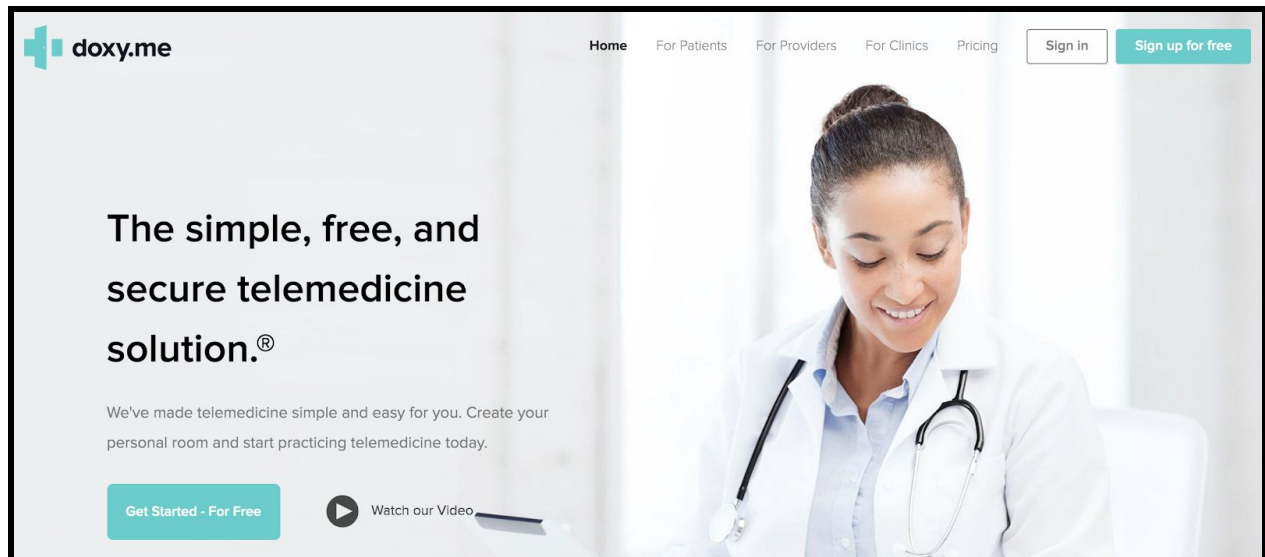 doxy.me
Home For Patients For Providers For Clinics Pricing Sign in Sign up for free
The simple, free, and
secure telemedicine
solution.®
We've made telemedicine simple and easy for you. Create your
personal room and start practicing telemedicine today.
Get Started - For Free Watch our Video